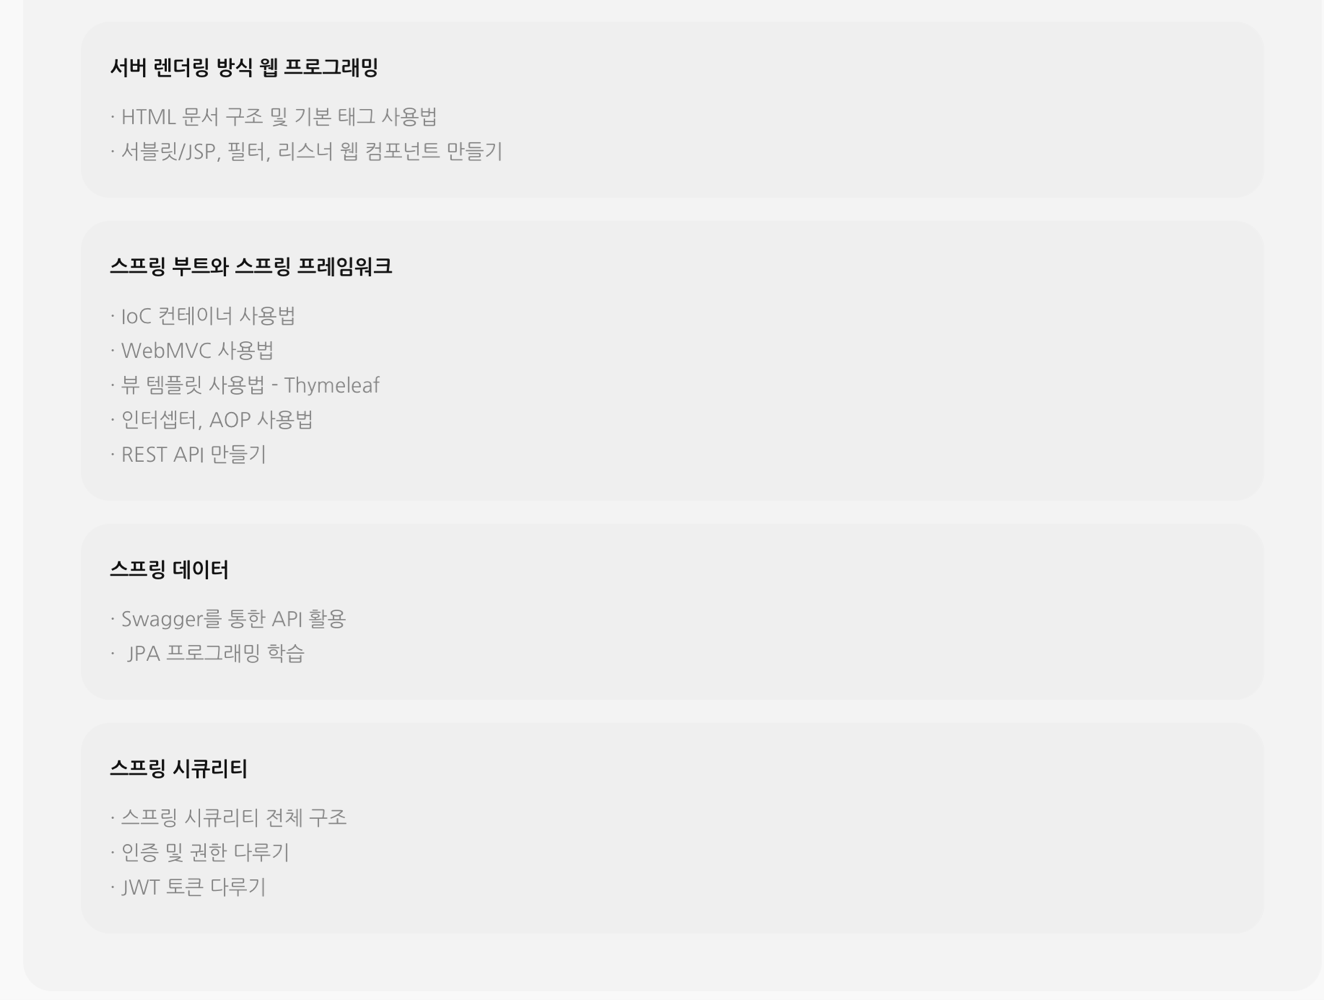 서버 렌더링 방식 웹 프로그래밍
· HTML 문서 구조 및 기본 태그 사용법
· 서블릿/JSP, 필터, 리스너 웹 컴포넌트 만들기
스프링 부트와 스프링 프레임워크
· IoC 컨테이너 사용법
· WebMVC 사용법
· 뷰 템플릿 사용법 - Thymeleaf
· 인터셉터, AOP 사용법
· REST API 만들기
스프링 데이터
· Swagger를 통한 API 활용
· JPA 프로그래밍 학습
스프링 시큐리티
· 스프링 시큐리티 전체 구조
· 인증 및 권한 다루기
· JWT 토큰 다루기